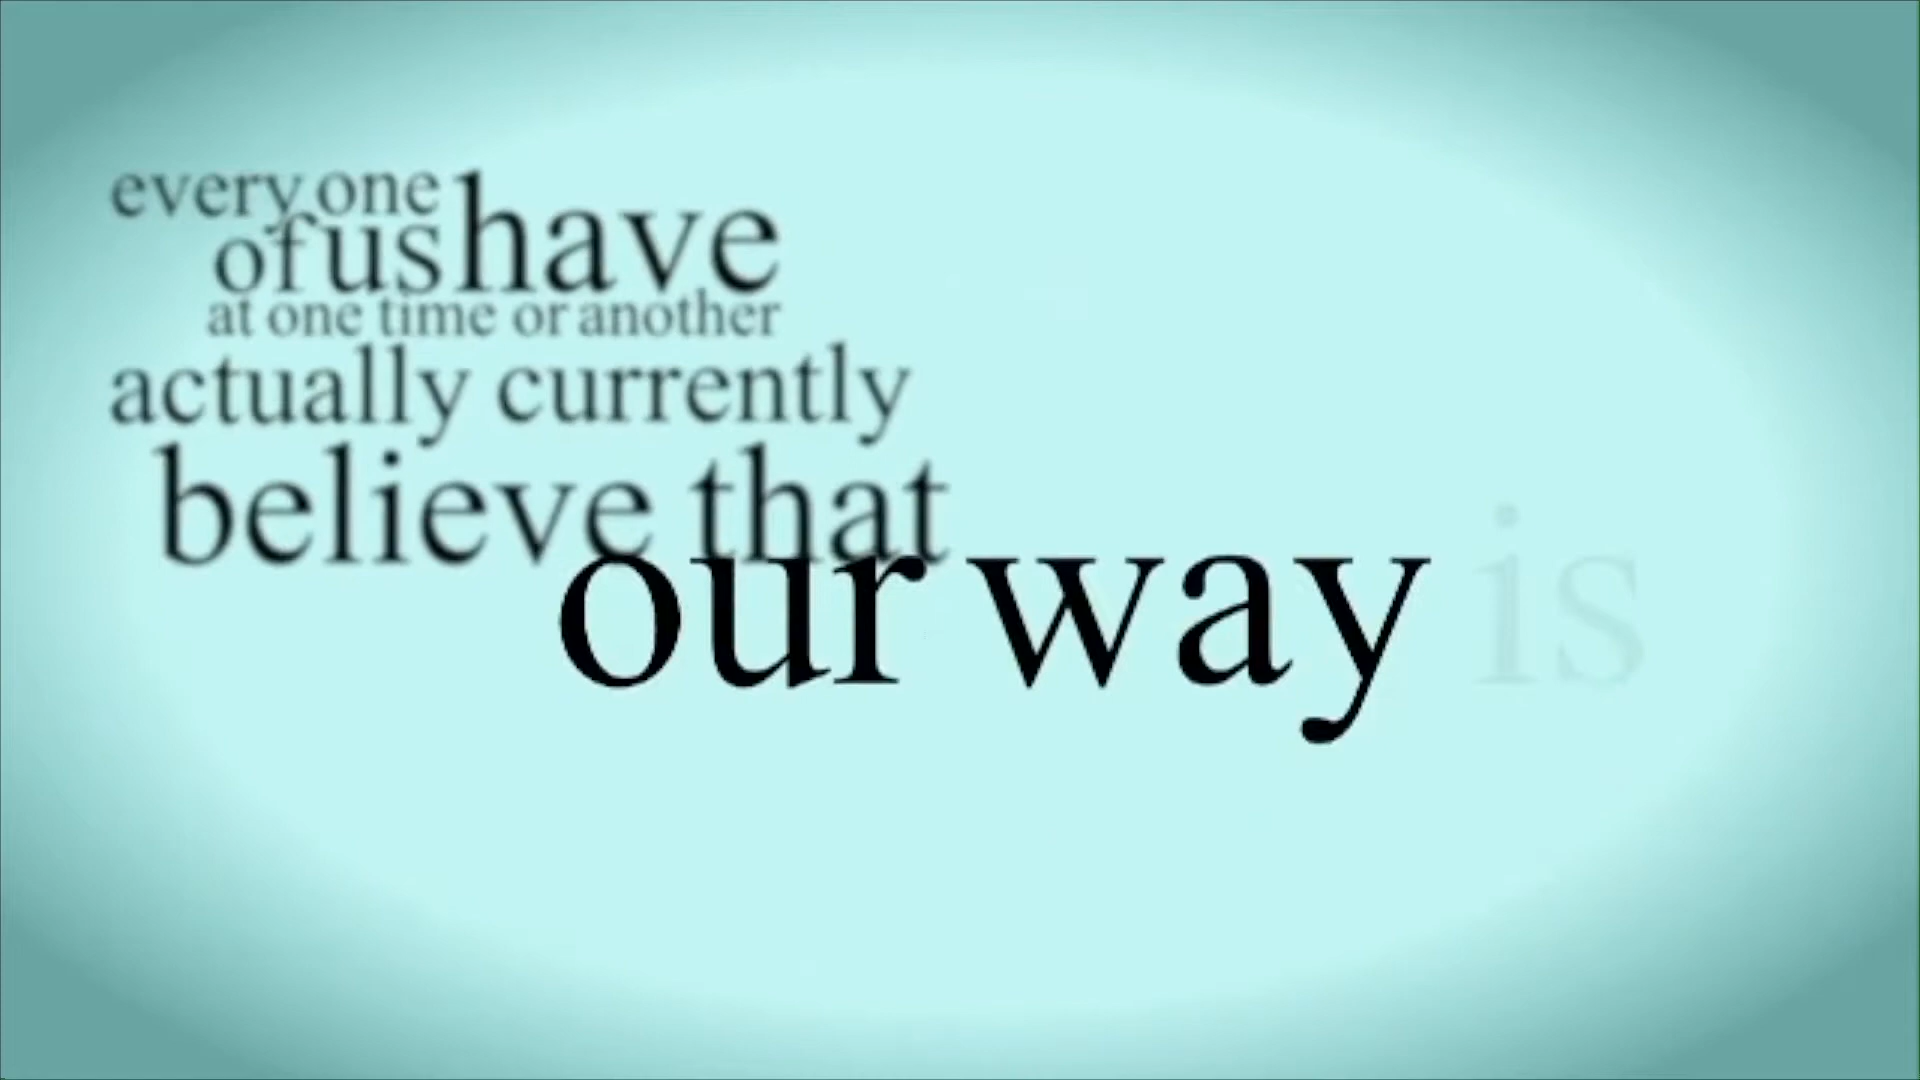 every one
of us have
at one time or another
actually currently
believe that
our way is